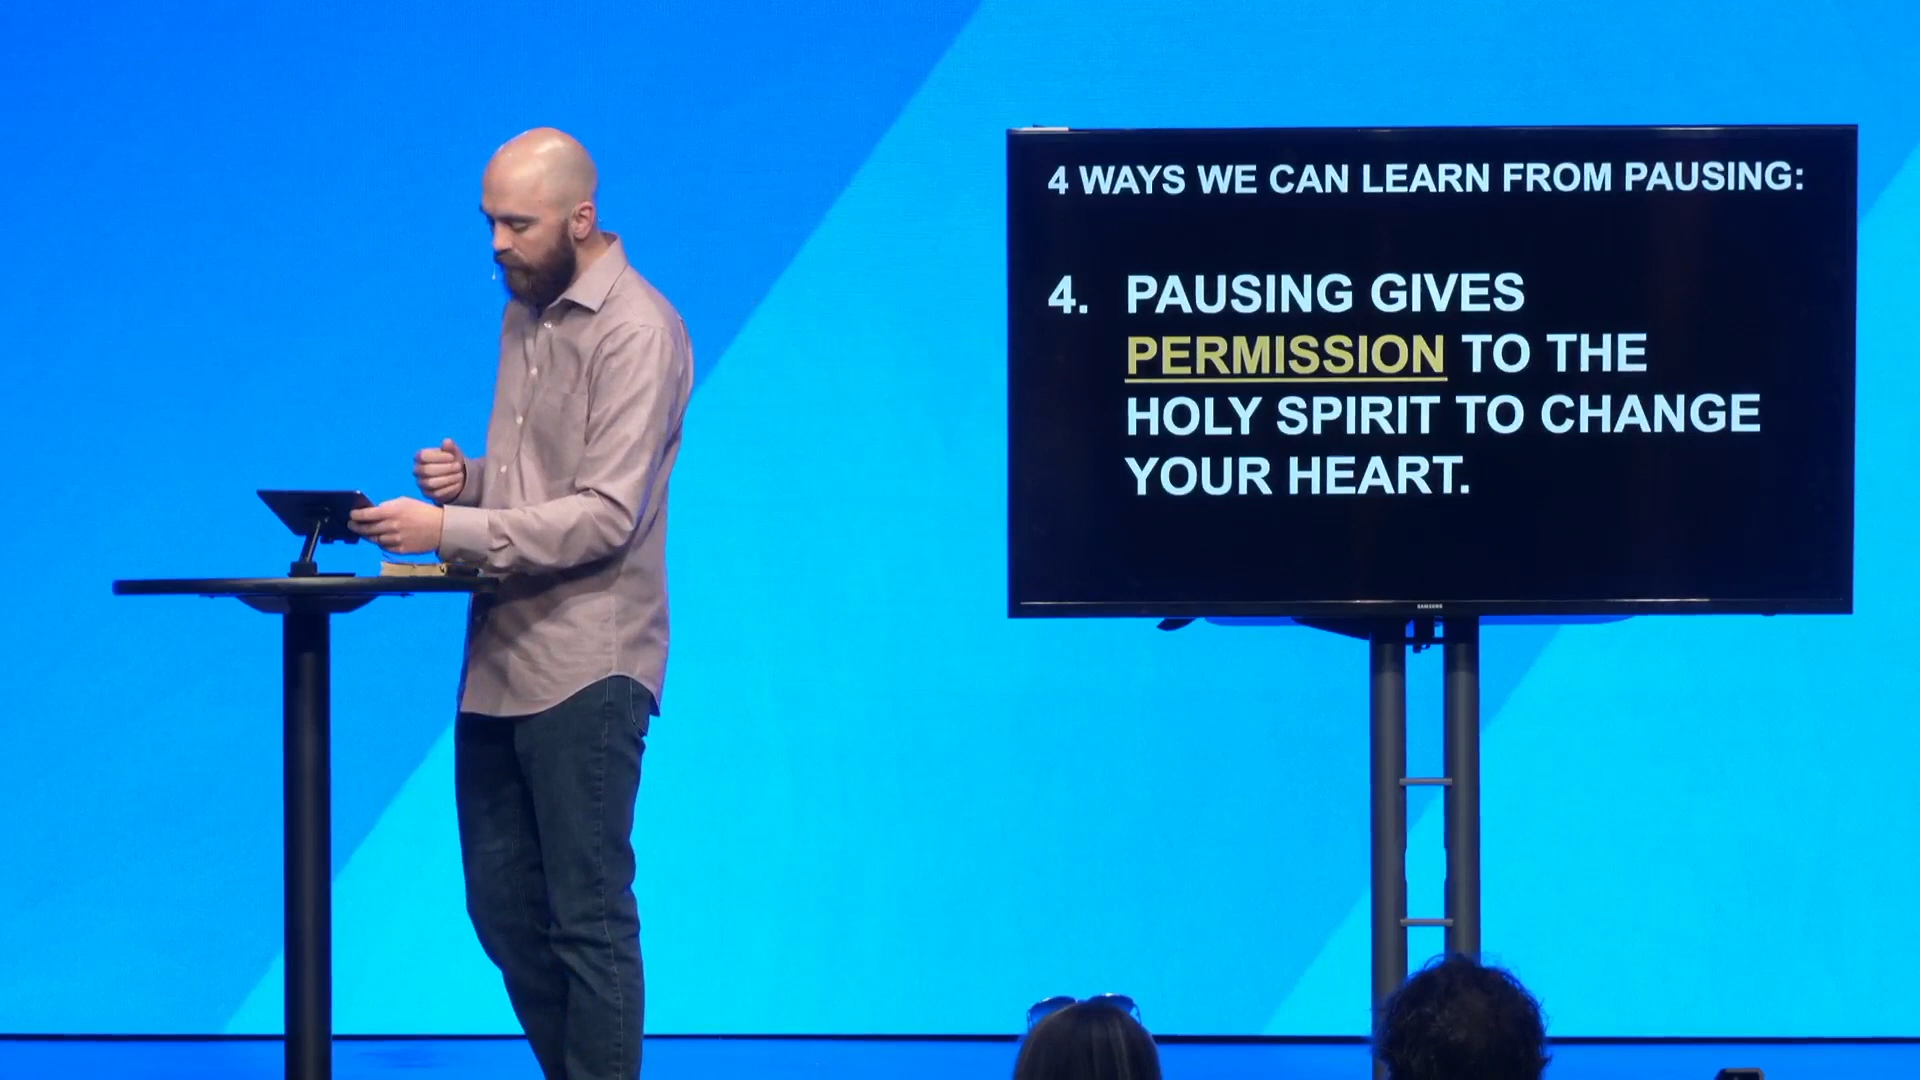 4 WAYS WE CAN LEARN FROM PAUSING:
4. PAUSING GIVES
PERMISSION TO THE
HOLY SPIRIT TO CHANGE
YOUR HEART.
SAMSUNG